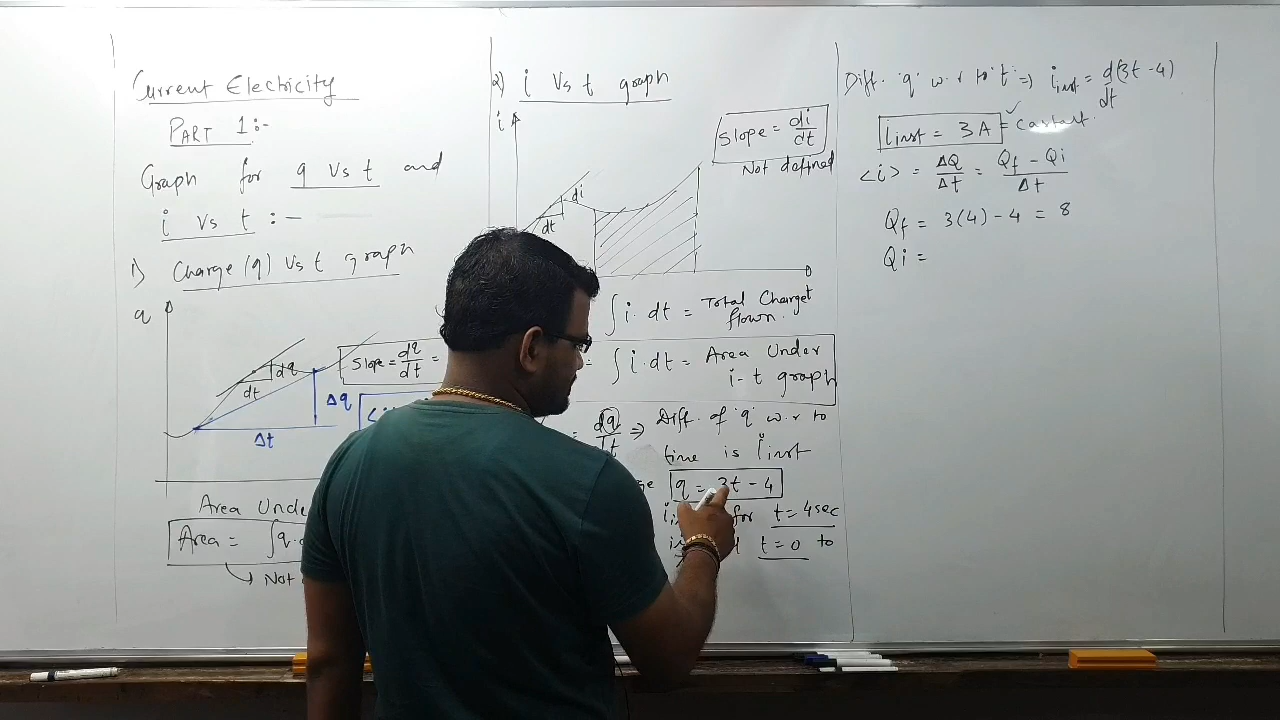 Current Electricity
PART 1:-
Graph for q Vs t and
i Vs t :-
1) Charge (q) Vs t graph
q
dq
dt
Slope = dq/dt =
Δq
Δt
Area Unde
Area = ∫q.
↳ Not
2) i Vs t graph
i
Slope = di/dt
Not defined
di
dt
t
∫ i. dt = Total Charge
flown.
= ∫ i.dt = Area Under
i-t graph
= dq/dt ⇒ Diff. of 'q' w.r to
time is iinst
q = 3t - 4
for t = 4sec
t = 0 to
Diff. 'q' w.r to 't' ⇒ iinst = d(3t-4)/dt
iinst = 3A = Constant.
<i> = ΔQ/Δt = Qf - Qi/Δt
Qf = 3(4) - 4 = 8
Qi =